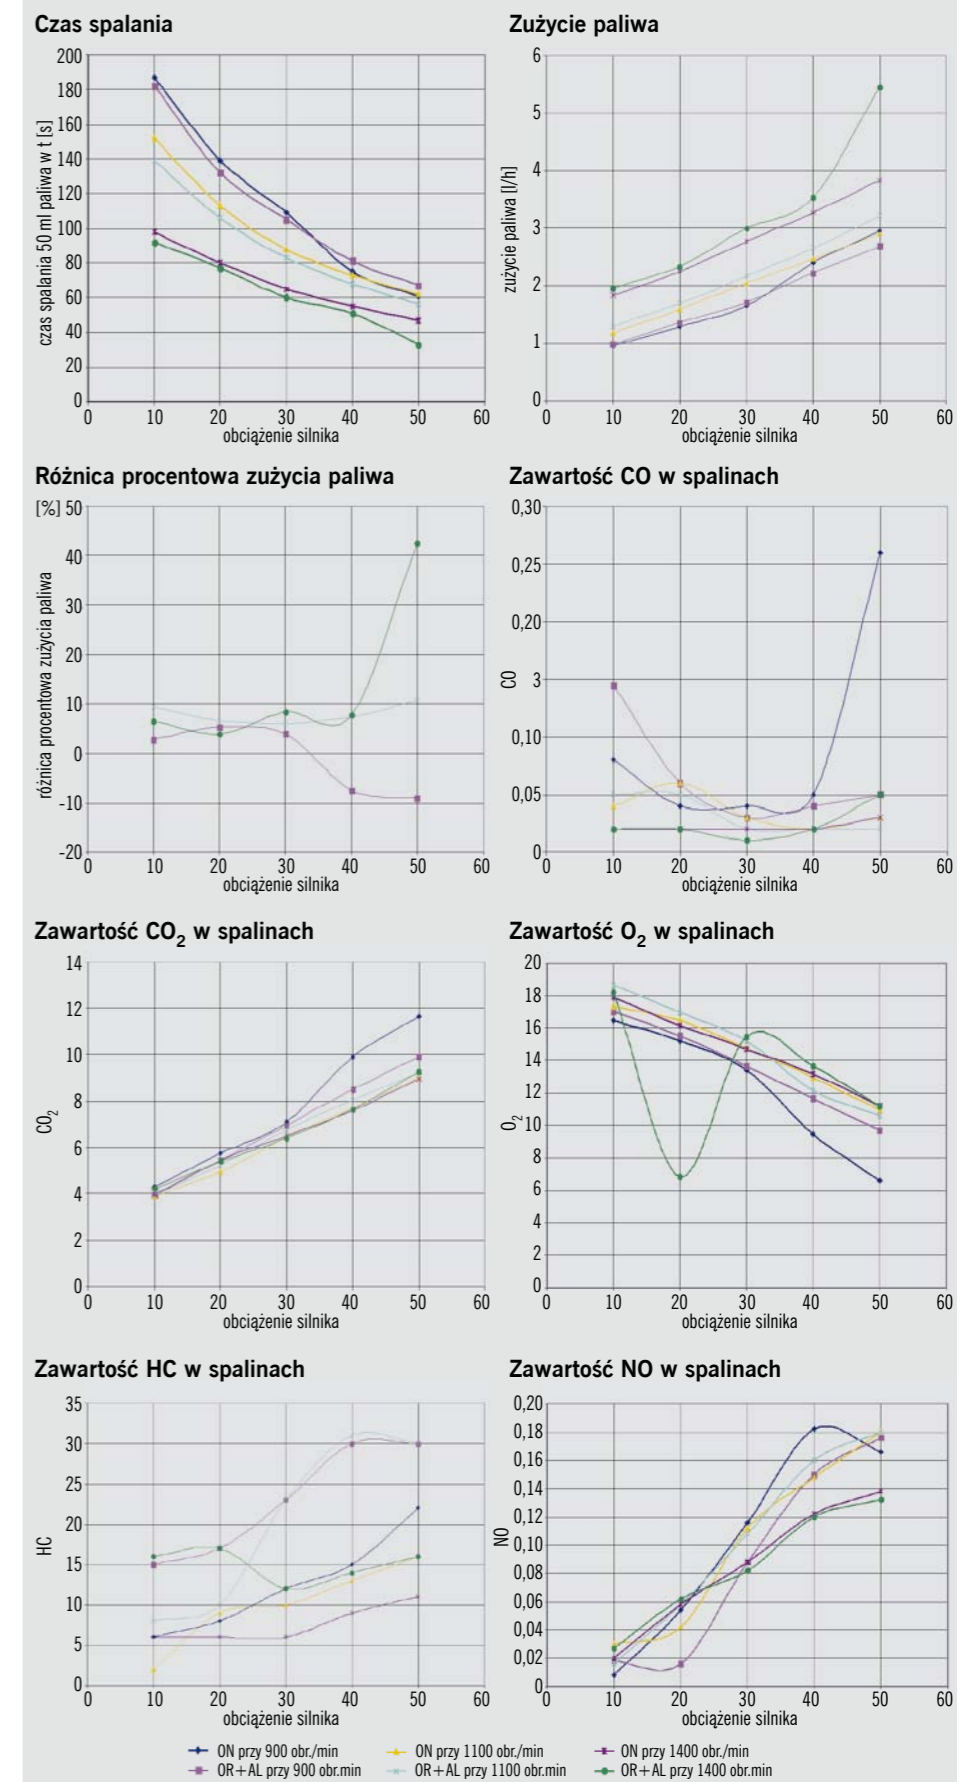 Czas spalania
czas spalania 50 ml paliwa w t [s]
200
180
160
140
120
100
80
60
40
20
0
0 10 20 30 40 50 60
obciążenie silnika
Zużycie paliwa
zużycie paliwa [l/h]
6
5
4
3
2
1
0
0 10 20 30 40 50 60
obciążenie silnika
Różnica procentowa zużycia paliwa
różnica procentowa zużycia paliwa
[%] 50
40
30
20
10
0
-10
-20
0 10 20 30 40 50 60
obciążenie silnika
Zawartość CO w spalinach
CO
0,30
0,25
0,20
3
0,10
0,05
0
0 10 20 30 40 50 60
obciążenie silnika
Zawartość CO2 w spalinach
CO2
14
12
10
8
6
4
2
0
0 10 20 30 40 50 60
obciążenie silnika
Zawartość O2 w spalinach
O2
20
18
16
14
12
10
8
6
4
2
0
0 10 20 30 40 50 60
obciążenie silnika
Zawartość HC w spalinach
HC
35
30
25
20
15
10
5
0
0 10 20 30 40 50 60
obciążenie silnika
Zawartość NO w spalinach
NO
0,20
0,18
0,16
0,14
0,12
0,10
0,08
0,06
0,04
0,02
0
0 10 20 30 40 50 60
obciążenie silnika
ON przy 900 obr./min ON przy 1100 obr./min ON przy 1400 obr./min
OR+AL przy 900 obr.min OR+AL przy 1100 obr.min OR+AL przy 1400 obr.min